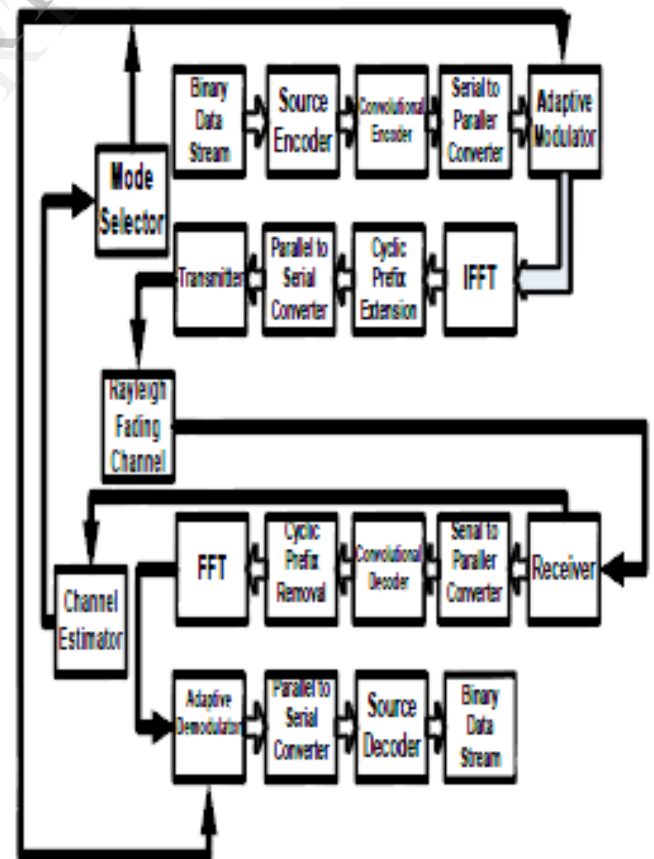 Binary
Data
Stream
Source
Encoder
Convolutional
Encoder
Serial to
Paraller
Converter
Adaptive
Modulator
Mode
Selector
Transmitter
Parallel to
Serial
Converter
Cyclic
Prefix
Extension
IFFT
Rayleigh
Fading
Channel
Channel
Estimator
FFT
Cyclic
Prefix
Removal
Convolutional
Decoder
Serial to
Paraller
Converter
Receiver
Adaptive
Demodulator
Parallel to
Serial
Converter
Source
Decoder
Binary
Data
Stream